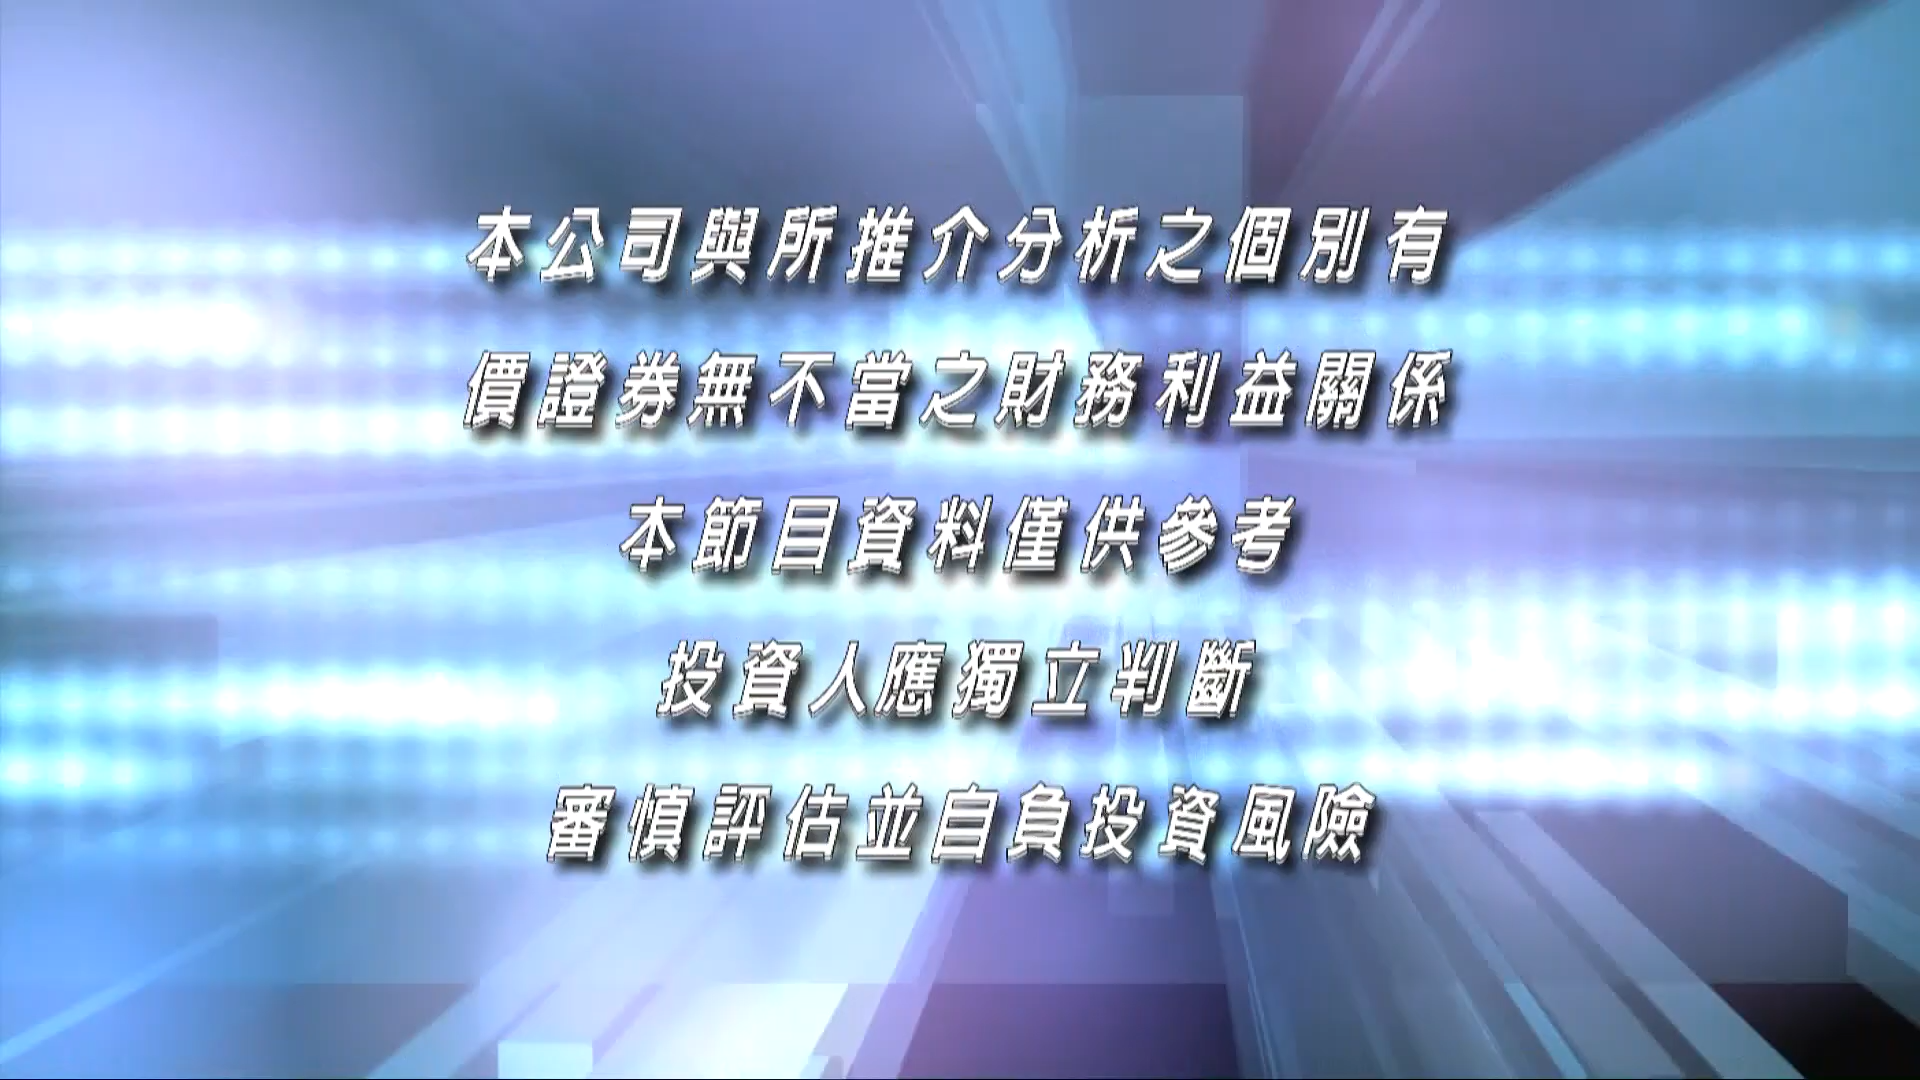 本公司與所推介分析之個別有
價證券無不當之財務利益關係
本節目資料僅供參考
投資人應獨立判斷
審慎評估並自負投資風險